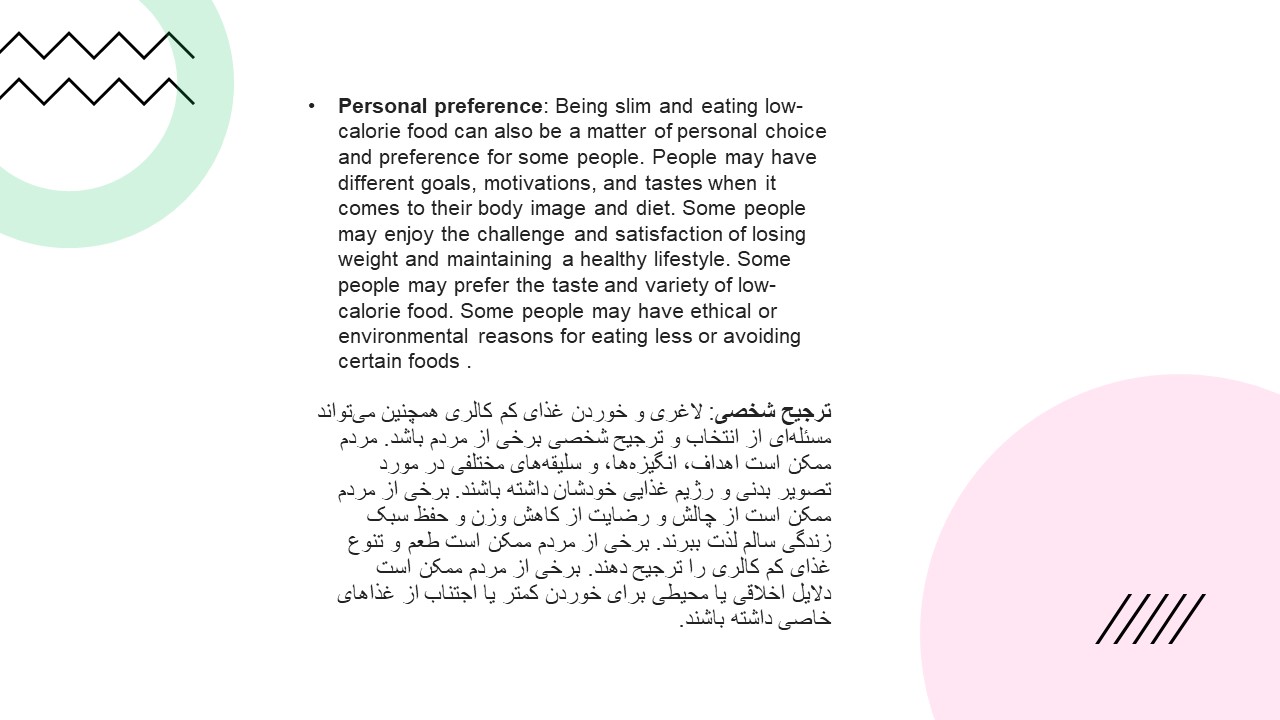 • Personal preference: Being slim and eating low-
calorie food can also be a matter of personal choice
and preference for some people. People may have
different goals, motivations, and tastes when it
comes to their body image and diet. Some people
may enjoy the challenge and satisfaction of losing
weight and maintaining a healthy lifestyle. Some
people may prefer the taste and variety of low-
calorie food. Some people may have ethical or
environmental reasons for eating less or avoiding
certain foods .
ترجیح شخصی: لاغری و خوردن غذای کم کالری همچنین می‌تواند
مسئله‌ای از انتخاب و ترجیح شخصی برخی از مردم باشد. مردم
ممکن است اهداف، انگیزه‌ها، و سلیقه‌های مختلفی در مورد
تصویر بدنی و رژیم غذایی خودشان داشته باشند. برخی از مردم
ممکن است از چالش و رضایت از کاهش وزن و حفظ سبک
زندگی سالم لذت ببرند. برخی از مردم ممکن است طعم و تنوع
غذای کم کالری را ترجیح دهند. برخی از مردم ممکن است
دلایل اخلاقی یا محیطی برای خوردن کمتر یا اجتناب از غذاهای
خاصی داشته باشند.